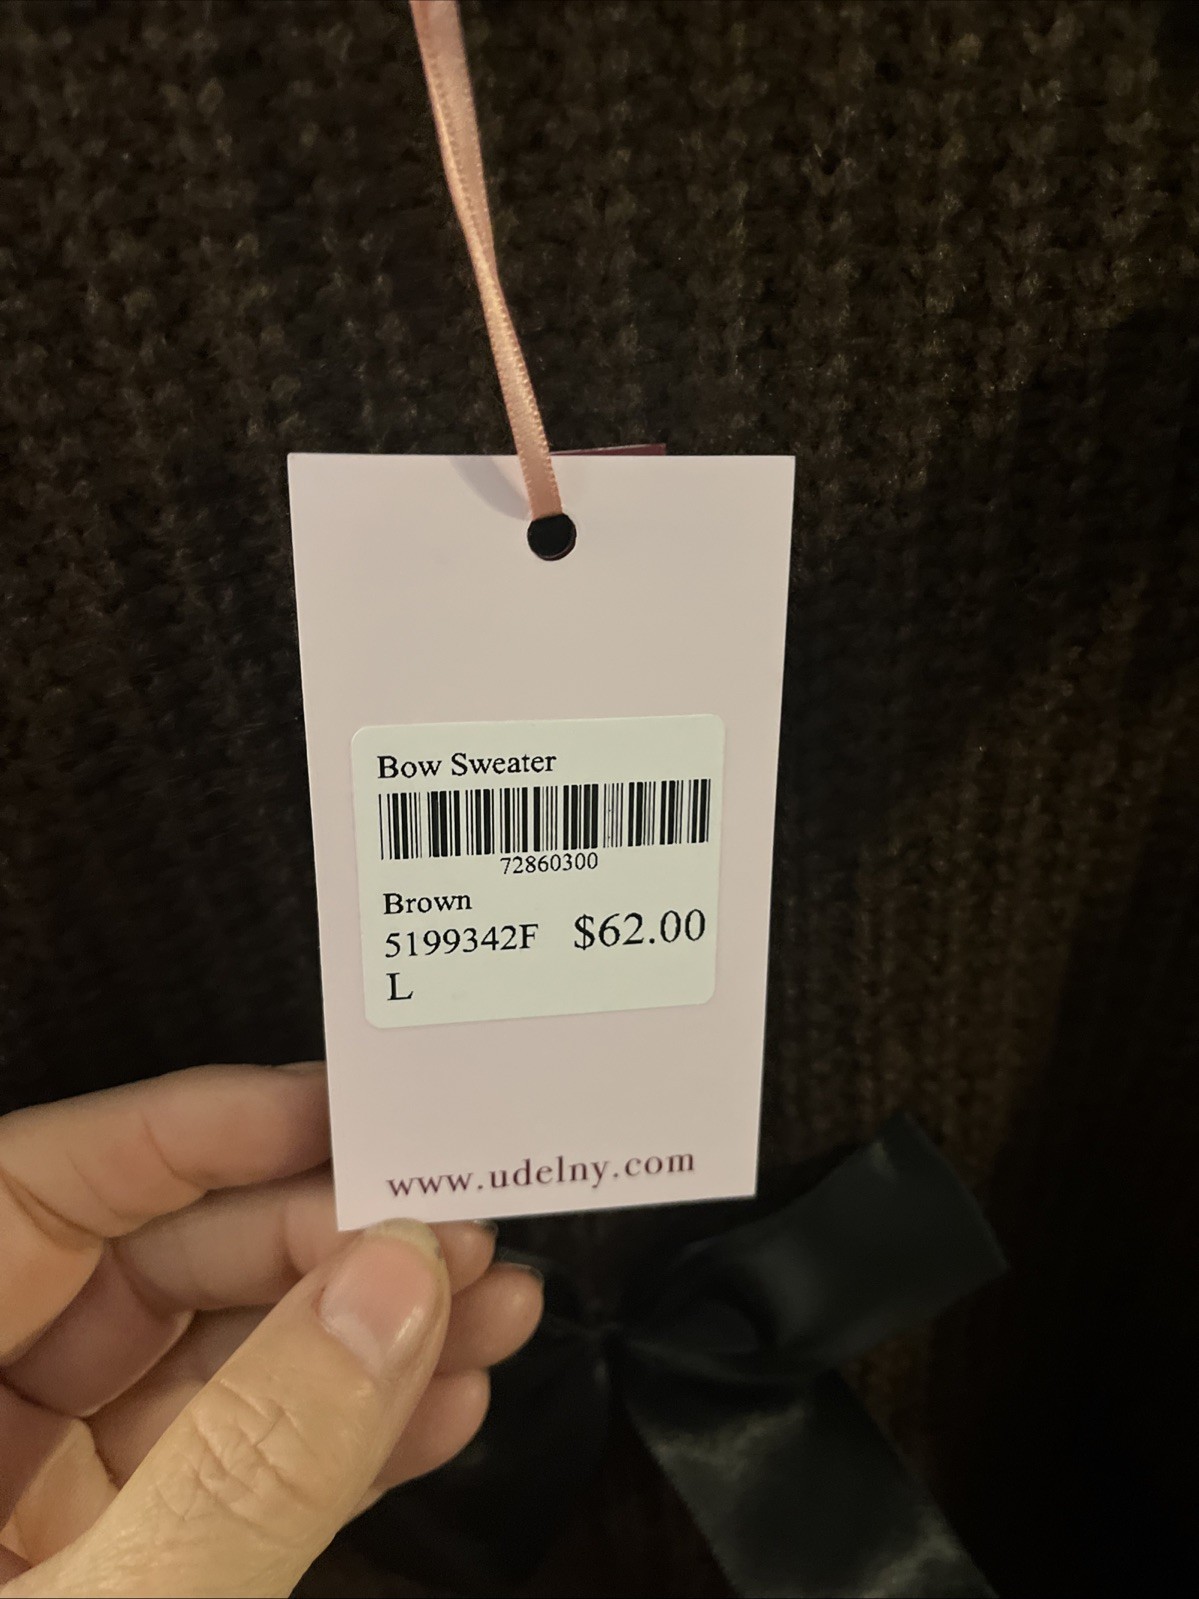 Bow Sweater
72860300
Brown
5199342F $62.00
L
www.udelny.com